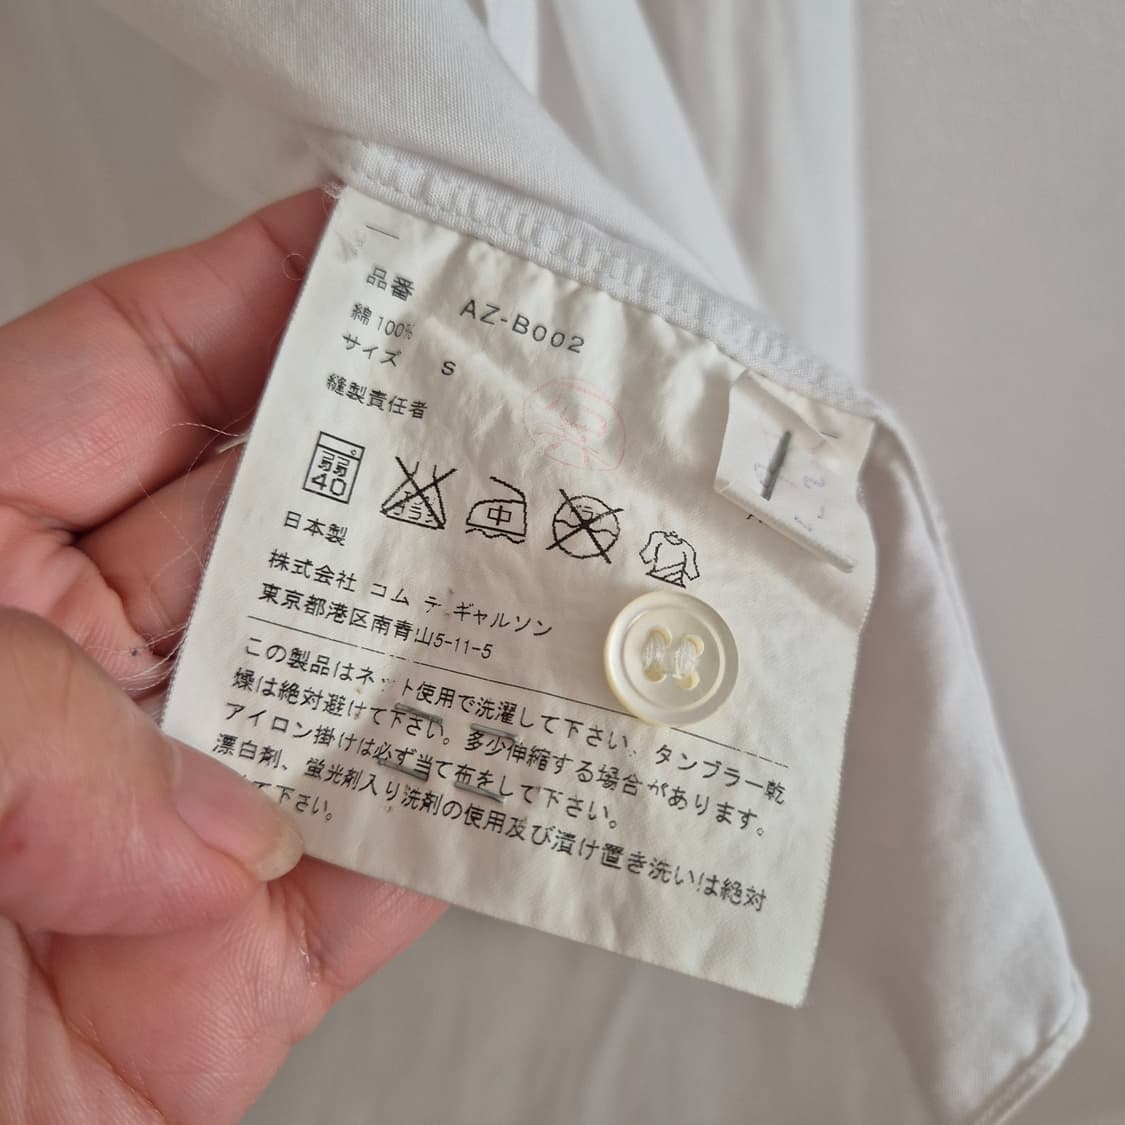 品番 AZ-B002
綿 100%
サイズ S
縫製責任者
弱
40
中
日本製
株式会社 コム デ ギャルソン
東京都港区南青山5-11-5
この製品はネット使用で洗濯して下さい。タンブラー乾
燥は絶対避けて下さい。多少伸縮する場合があります。
アイロン掛けは必ず当て布をして下さい。
漂白剤、蛍光剤入り洗剤の使用及び漬け置き洗いは絶対
て下さい。